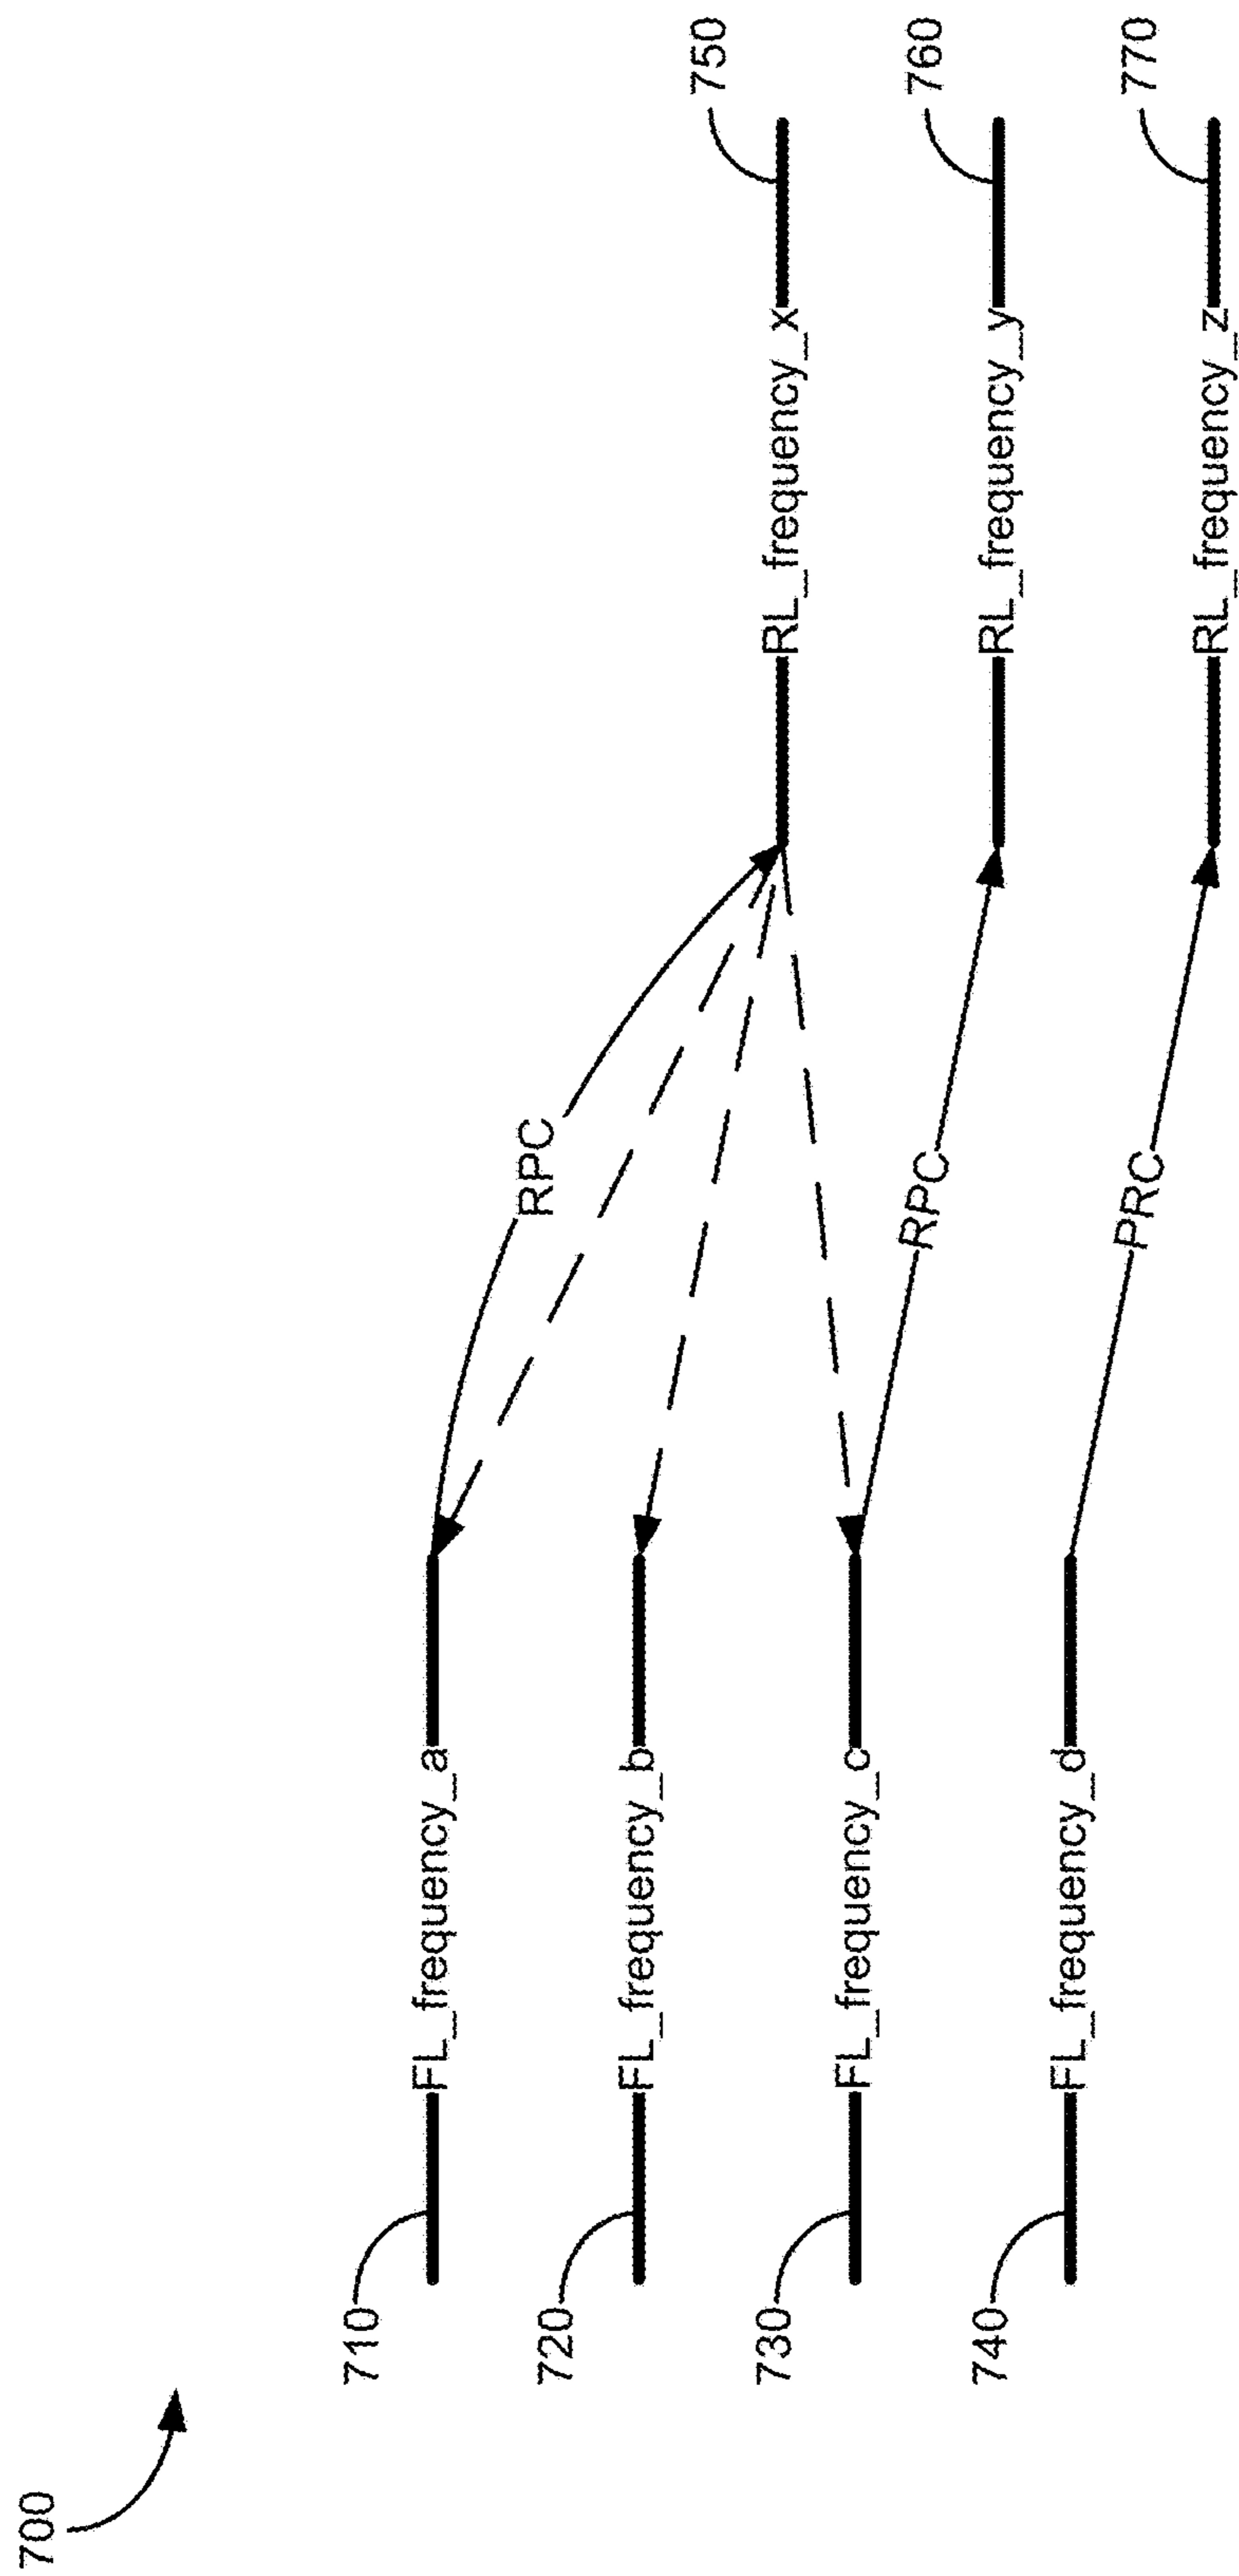 700
710
FL_frequency_a
RPC
720
FL_frequency_b
RL_frequency_x
750
730
FL_frequency_c
RPC
RL_frequency_y
760
740
FL_frequency_d
PRC
RL_frequency_z
770